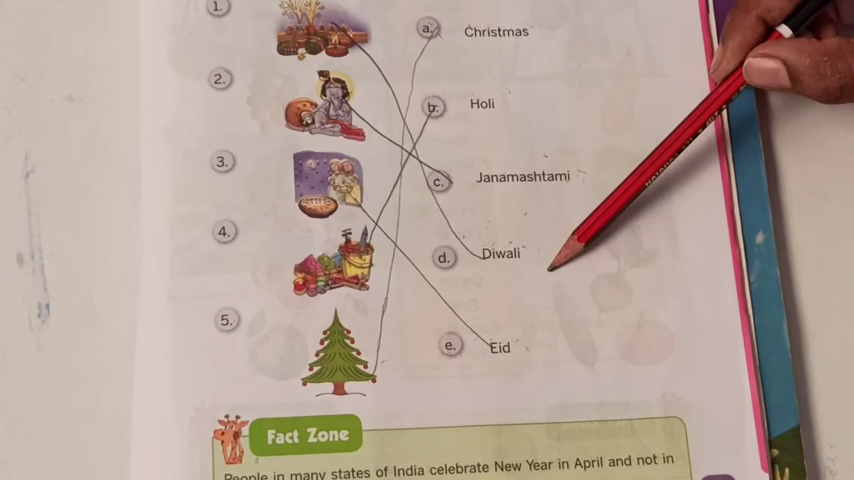 1.
a. Christmas
2.
b. Holi
3.
c. Janamashtami
4.
d. Diwali
5.
e. Eid
Fact Zone
People in many states of India celebrate New Year in April and not in